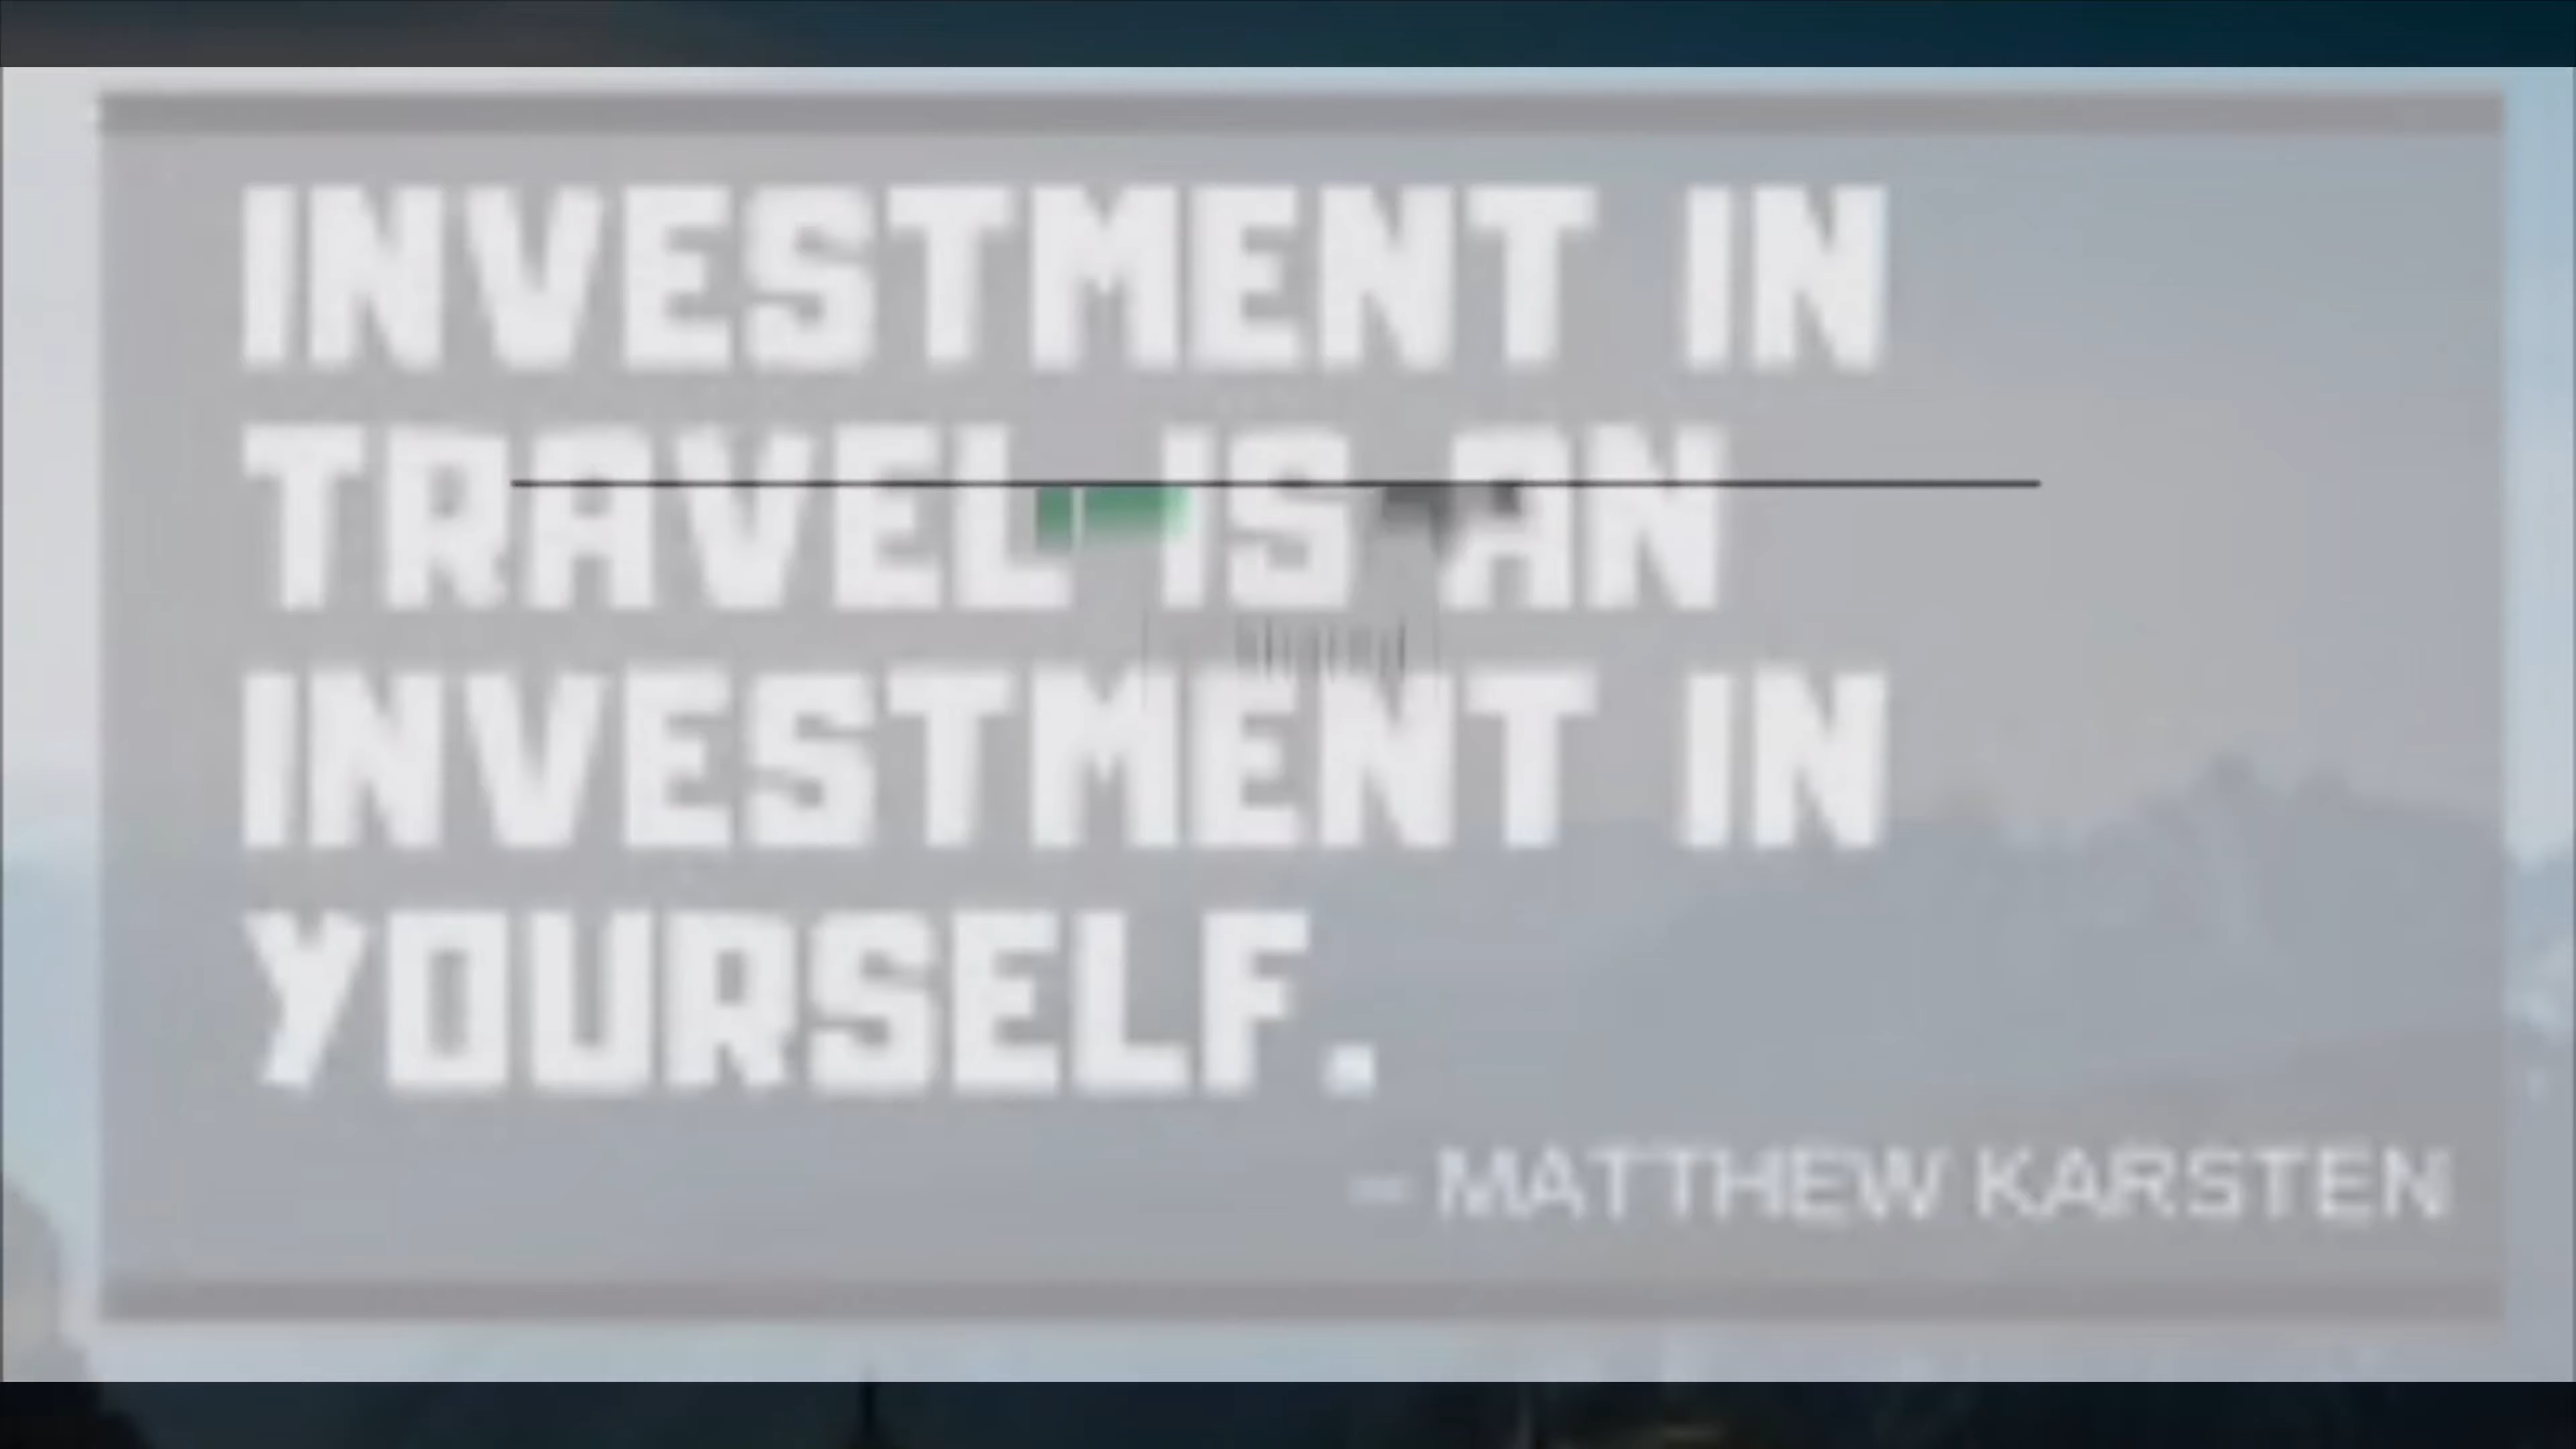 INVESTMENT IN
TRAVEL IS AN
INVESTMENT IN
YOURSELF.
– MATTHEW KARSTEN